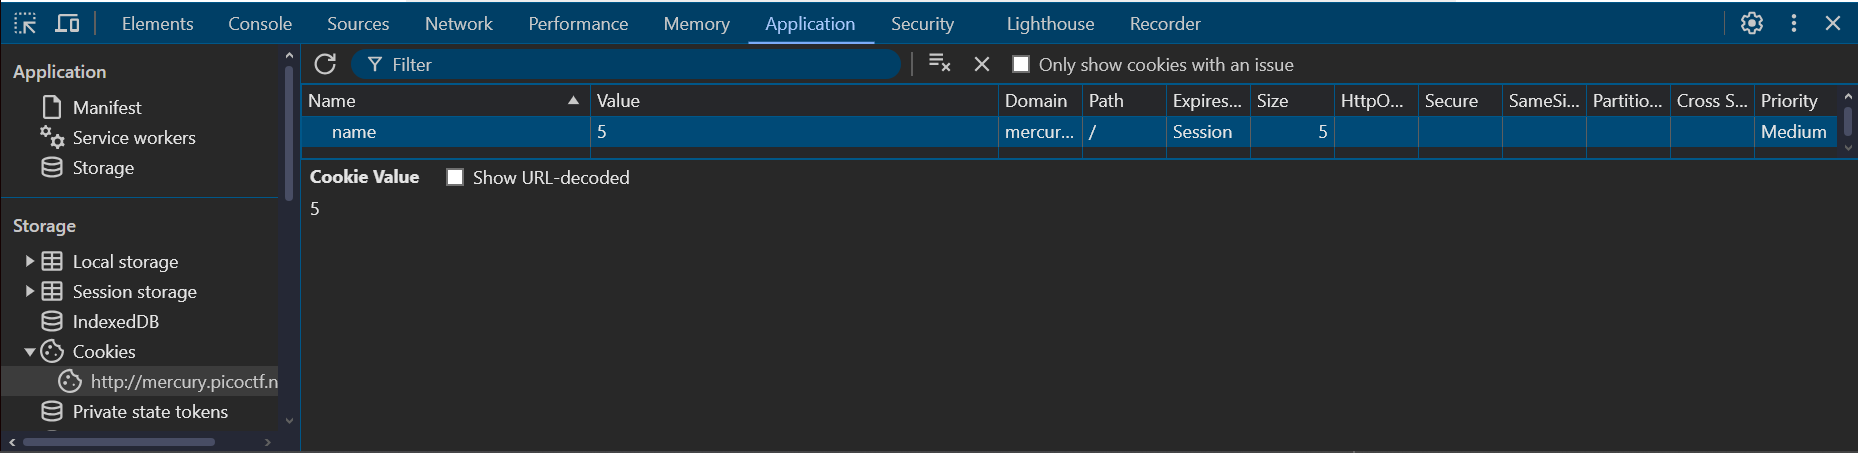 Elements Console Sources Network Performance Memory Application Security Lighthouse Recorder
Application
Manifest
Service workers
Storage
Storage
Local storage
Session storage
IndexedDB
Cookies
http://mercury.picoctf.n
Private state tokens
Filter Only show cookies with an issue
Name Value Domain Path Expires... Size HttpO... Secure SameSi... Partitio... Cross S... Priority
name 5 mercur... / Session 5 Medium
Cookie Value Show URL-decoded
5